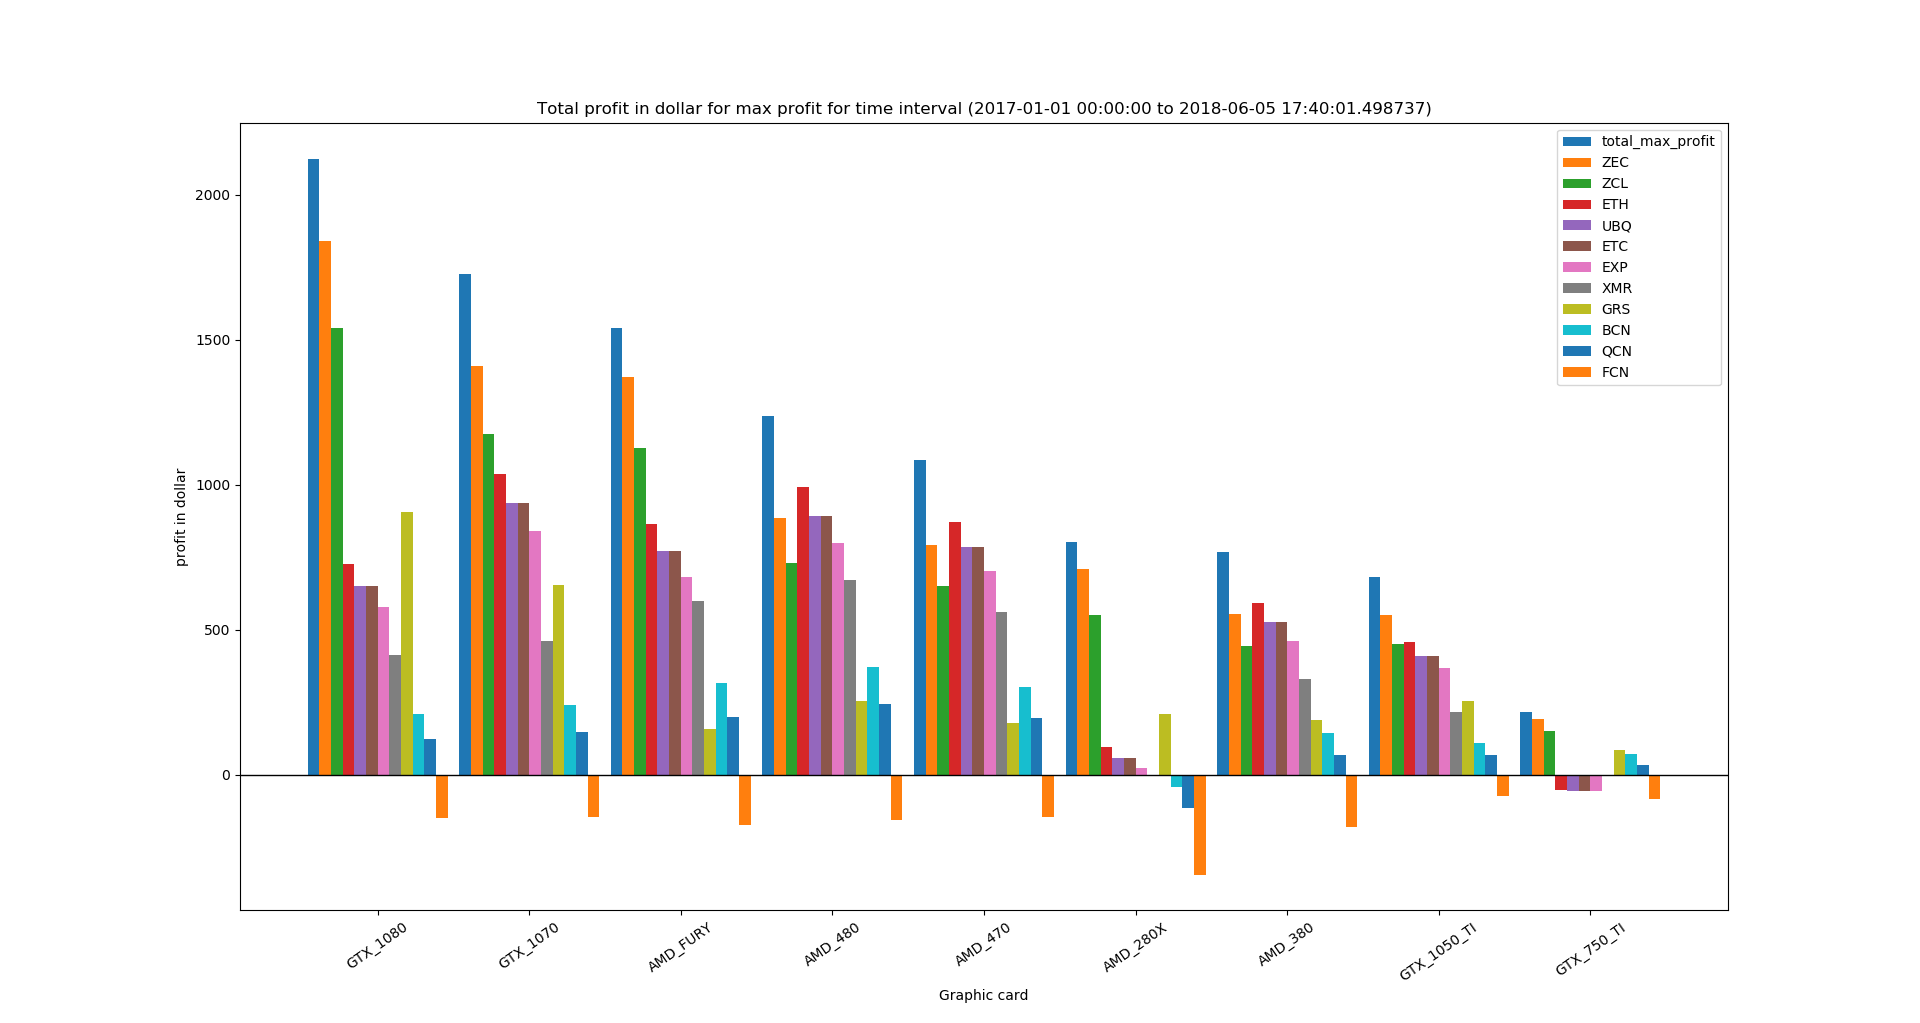 Total profit in dollar for max profit for time interval (2017-01-01 00:00:00 to 2018-06-05 17:40:01.498737)
total_max_profit
ZEC
ZCL
ETH
UBQ
ETC
EXP
XMR
GRS
BCN
QCN
FCN
profit in dollar
2000
1500
1000
500
0
GTX_1080
GTX_1070
AMD_FURY
AMD_480
AMD_470
AMD_280X
AMD_380
GTX_1050_TI
GTX_750_TI
Graphic card